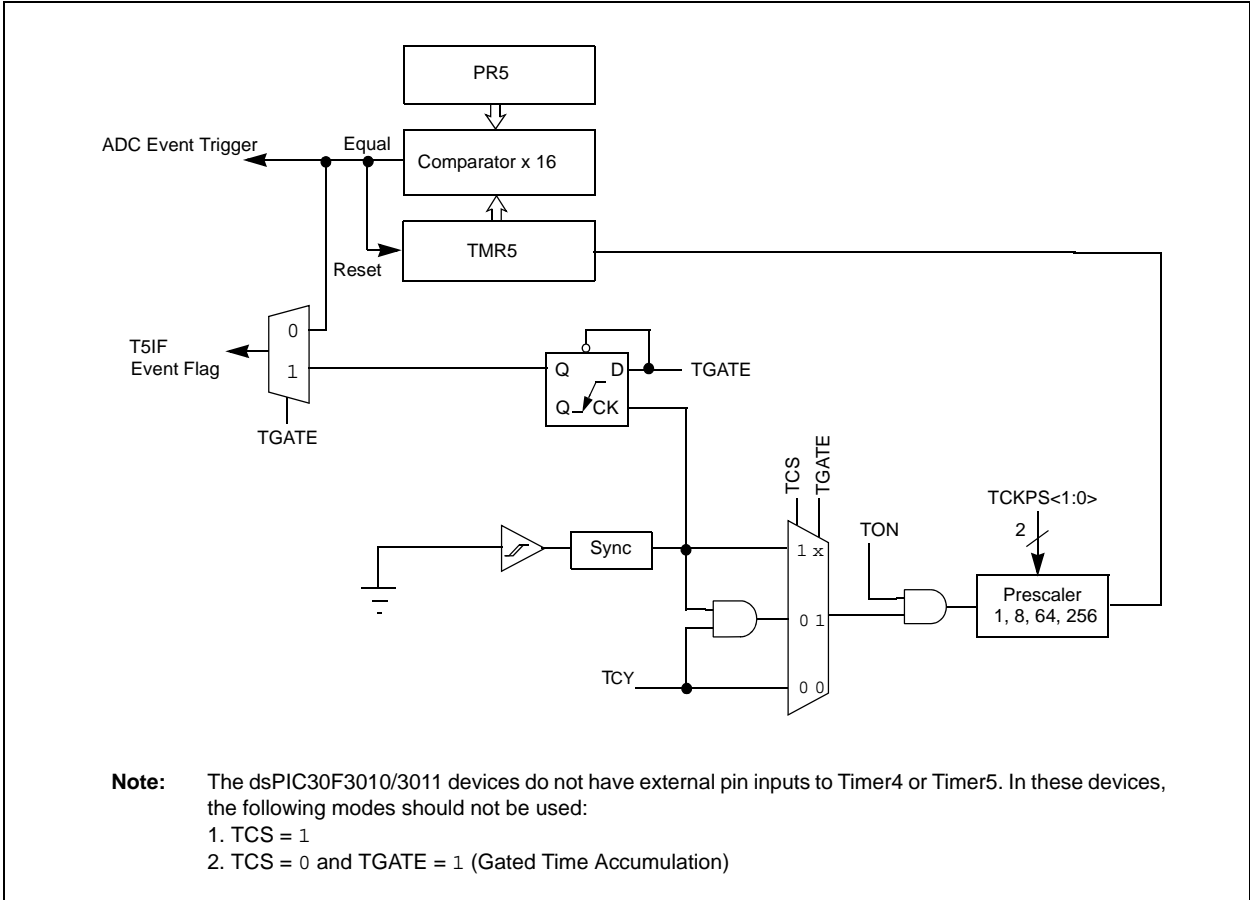 PR5
ADC Event Trigger
Equal
Comparator x 16
TMR5
Reset
0
T5IF
Event Flag
1
Q
D
TGATE
Q
CK
TGATE
TCS
TGATE
TCKPS<1:0>
2
TON
Sync
1 x
Prescaler
1, 8, 64, 256
0 1
TCY
0 0
Note: The dsPIC30F3010/3011 devices do not have external pin inputs to Timer4 or Timer5. In these devices,
the following modes should not be used:
1. TCS = 1
2. TCS = 0 and TGATE = 1 (Gated Time Accumulation)